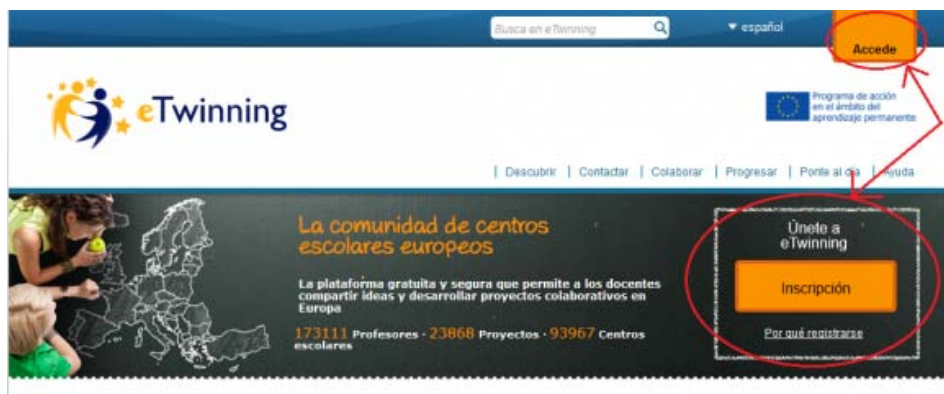 Busca en eTwinning
español
Accede
eTwinning
Programa de acción
en el ámbito del
aprendizaje permanente
| Descubrir | Contactar | Colaborar | Progresar | Ponte al día | Ayuda
La comunidad de centros
escolares europeos
La plataforma gratuita y segura que permite a los docentes
compartir ideas y desarrollar proyectos colaborativos en
Europa
173111 Profesores · 23868 Proyectos · 93967 Centros
escolares
Únete a
eTwinning
Inscripción
Por qué registrarse